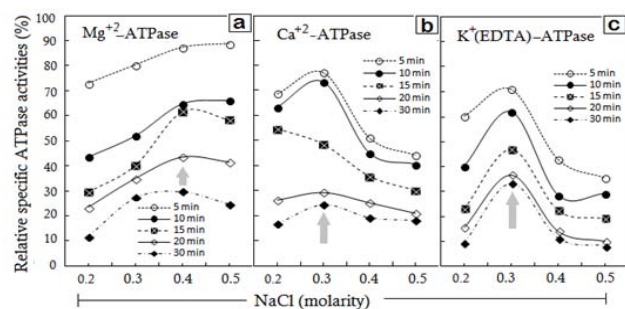 Relative specific ATPase activities (%)
100
90
80
70
60
50
40
30
20
10
0
Mg+2–ATPase
a
5 min
10 min
15 min
20 min
30 min
0.2 0.3 0.4 0.5
Ca+2-ATPase
b
5 min
10 min
15 min
20 min
30 min
0.2 0.3 0.4 0.5
K+(EDTA)–ATPase
c
5 min
10 min
15 min
20 min
30 min
0.2 0.3 0.4 0.5
NaCl (molarity)